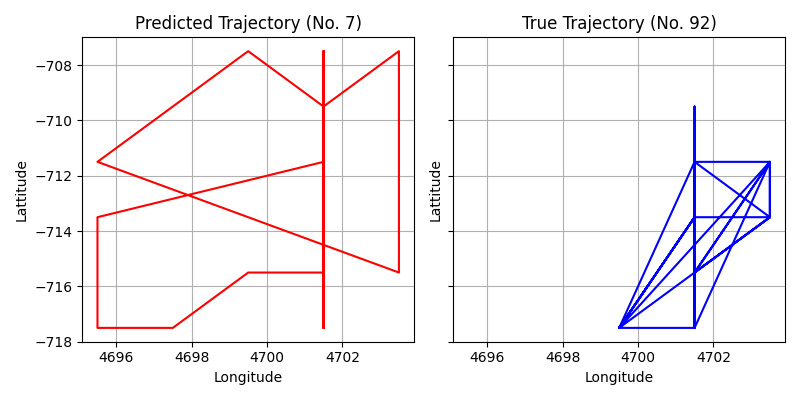 Predicted Trajectory (No. 7)
True Trajectory (No. 92)
Lattitude
−708
−710
−712
−714
−716
−718
4696 4698 4700 4702
Longitude
Lattitude
4696 4698 4700 4702
Longitude